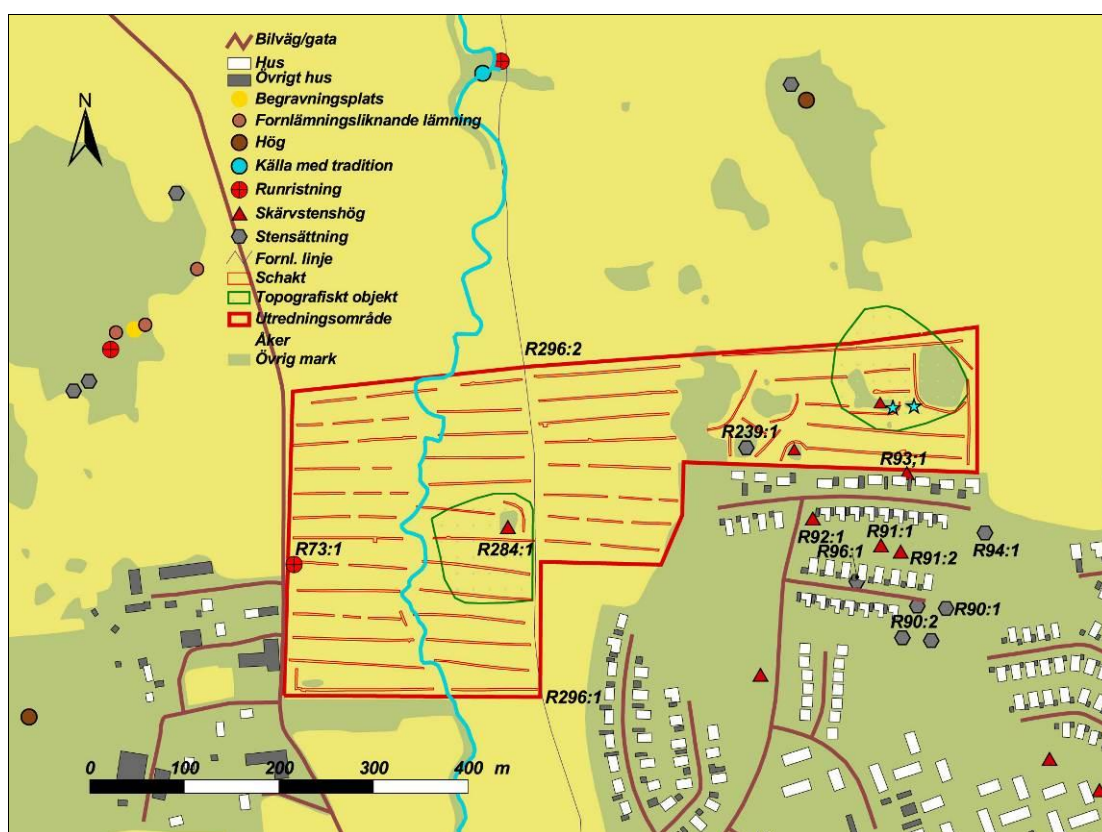 Bilväg/gata
Hus
Övrigt hus
Begravningsplats
Fornlämningsliknande lämning
Hög
Källa med tradition
Runristning
Skärvstenshög
Stensättning
Fornl. linje
Schakt
Topografiskt objekt
Utredningsområde
Åker
Övrig mark
N
R296:2
R239:1
R93;1
R92:1
R91:1
R96:1
R91:2
R94:1
R73:1
R284:1
R90:1
R90:2
R296:1
0 100 200 300 400 m